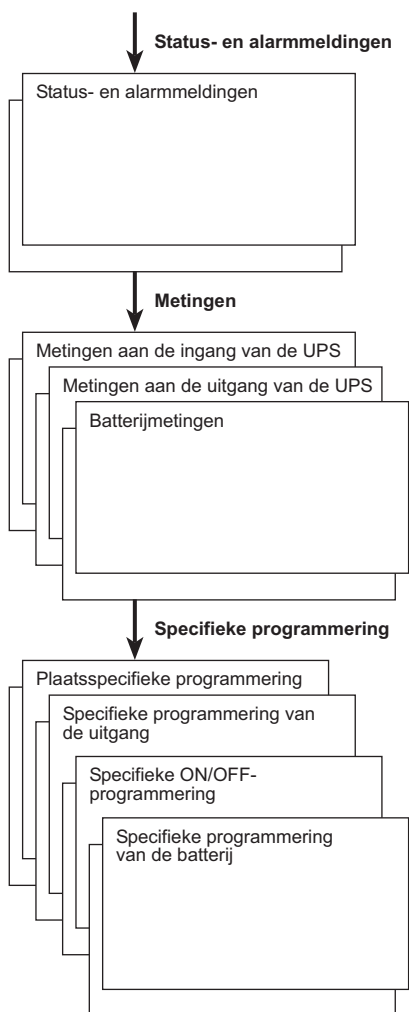 Status- en alarmmeldingen
Status- en alarmmeldingen
Metingen
Metingen aan de ingang van de UPS
Metingen aan de uitgang van de UPS
Batterijmetingen
Specifieke programmering
Plaatsspecifieke programmering
Specifieke programmering van
de uitgang
Specifieke ON/OFF-
programmering
Specifieke programmering
van de batterij